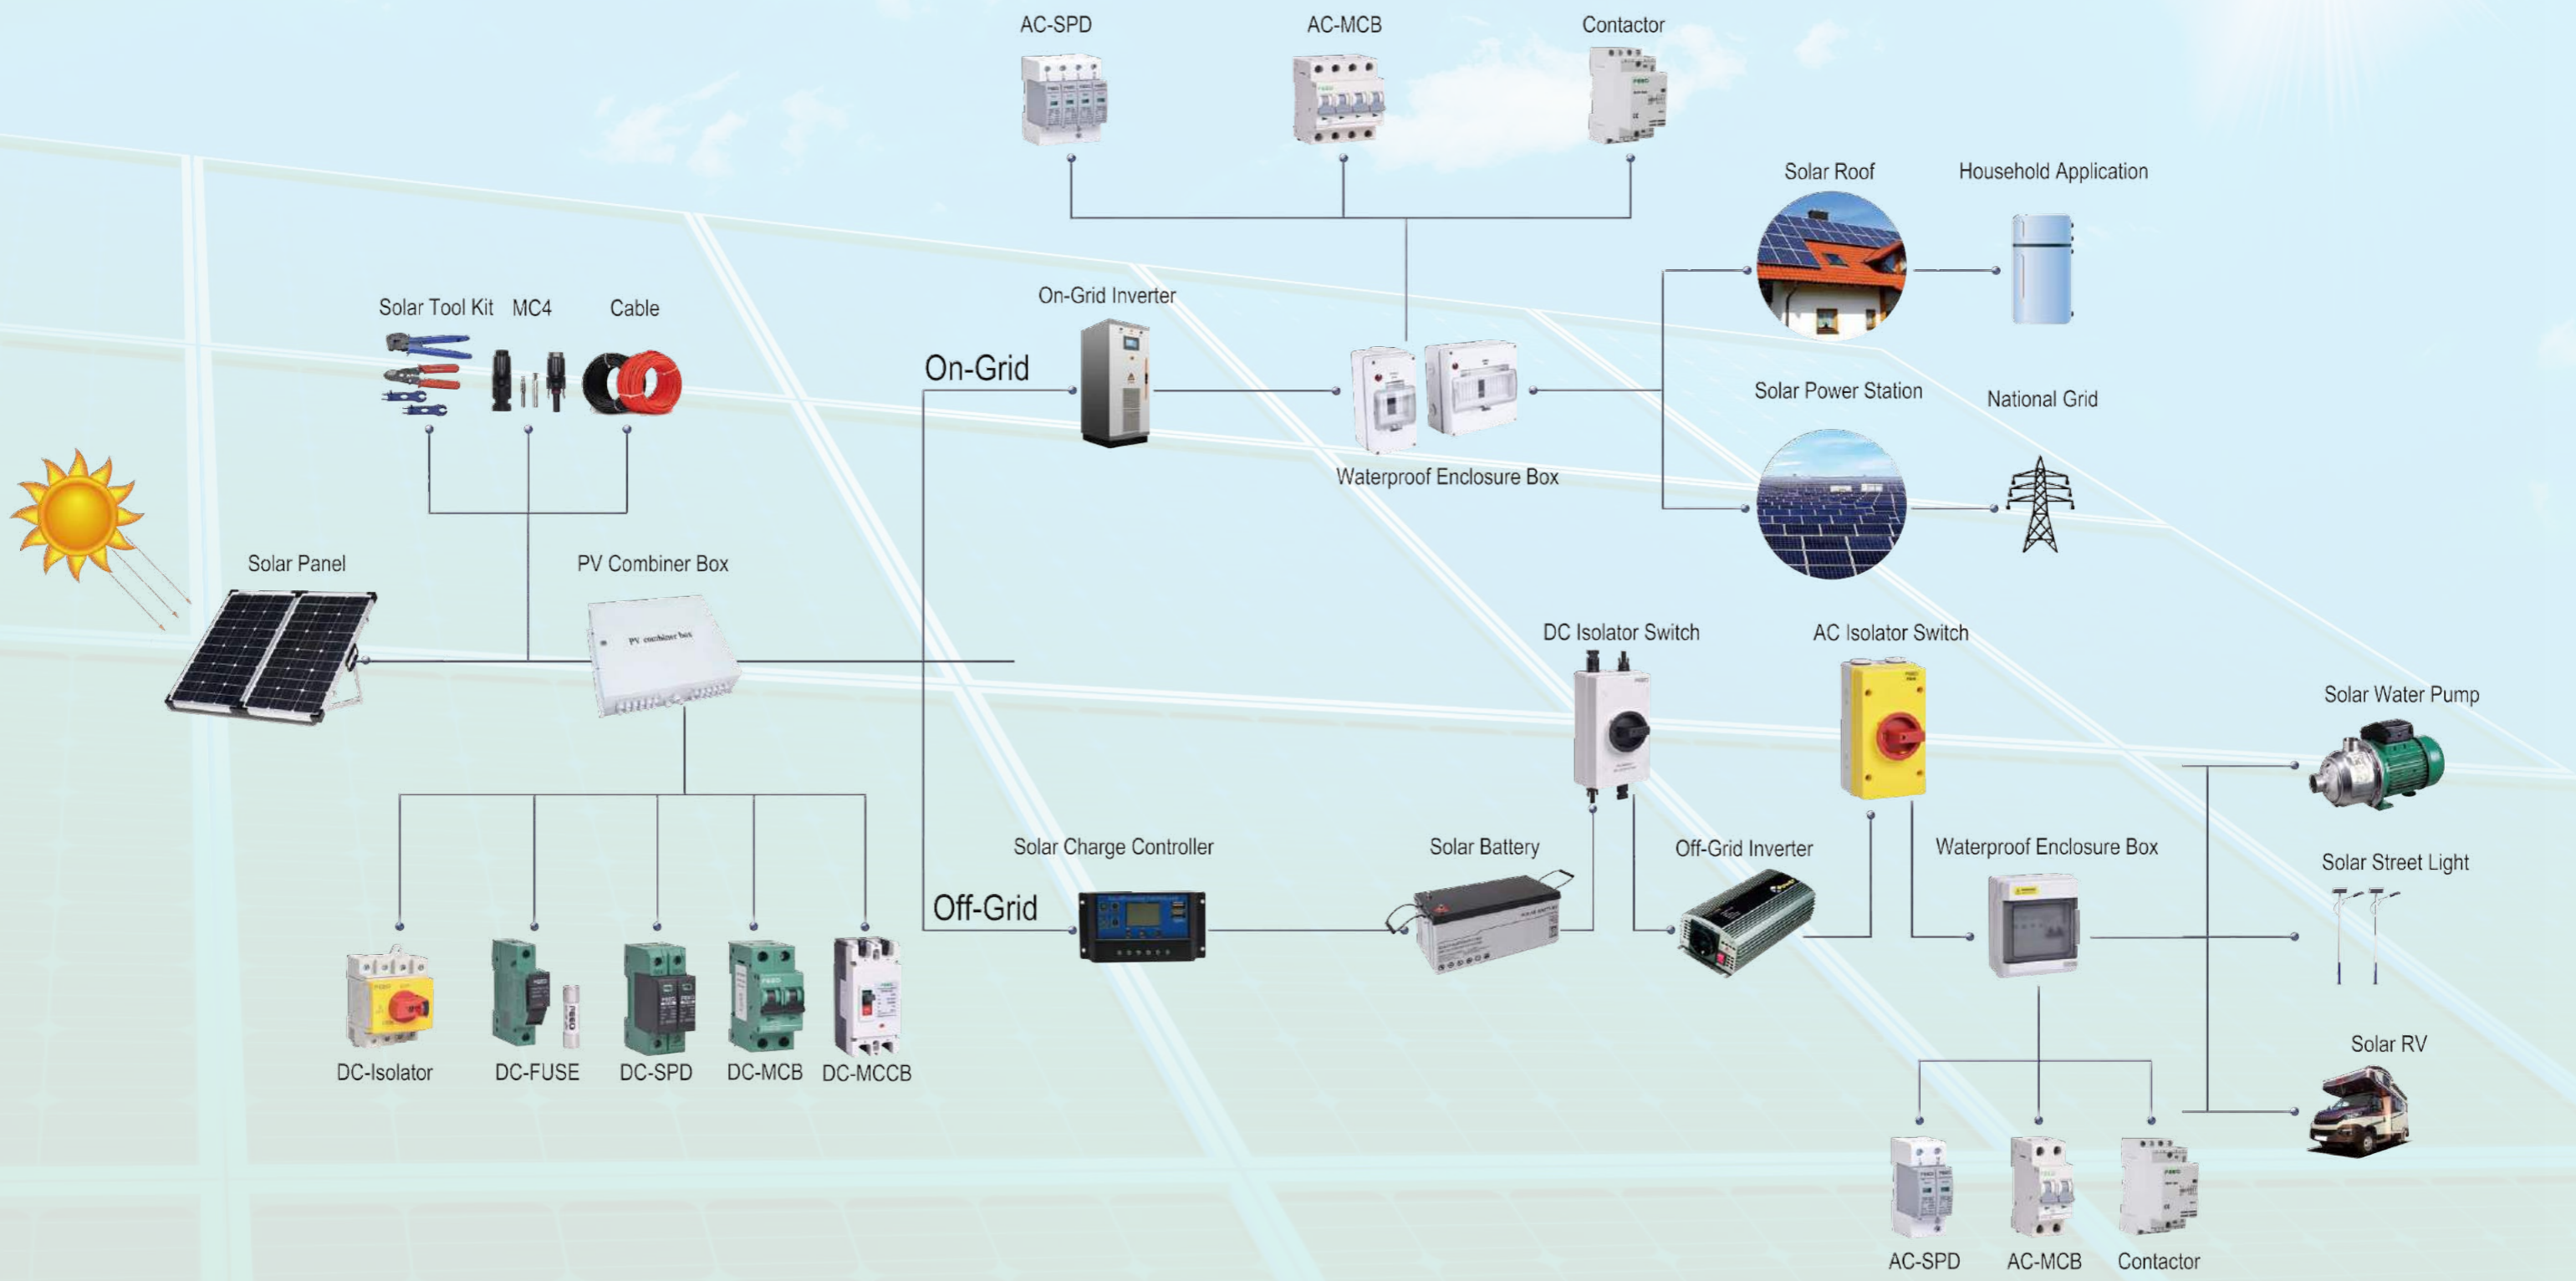 AC-SPD
AC-MCB
Contactor
Solar Roof
Household Application
On-Grid Inverter
Solar Tool Kit
MC4
Cable
On-Grid
Solar Power Station
National Grid
Waterproof Enclosure Box
Solar Panel
PV Combiner Box
PV combiner box
DC Isolator Switch
AC Isolator Switch
Solar Water Pump
Solar Charge Controller
Solar Battery
Off-Grid Inverter
Waterproof Enclosure Box
Solar Street Light
Off-Grid
Solar RV
DC-Isolator
DC-FUSE
DC-SPD
DC-MCB
DC-MCCB
AC-SPD
AC-MCB
Contactor